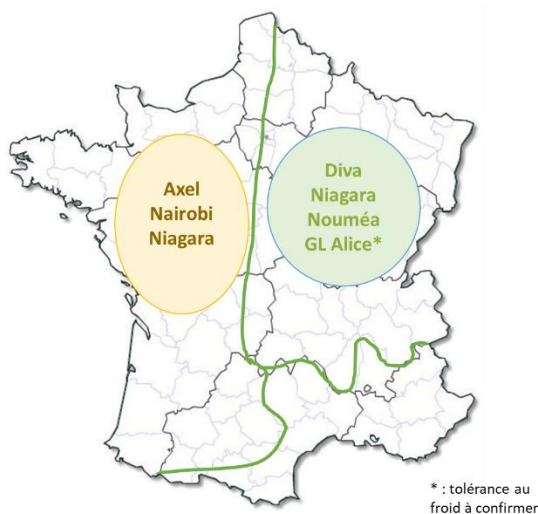 Axel
Nairobi
Niagara
Diva
Niagara
Nouméa
GL Alice*
* : tolérance au
froid à confirmer